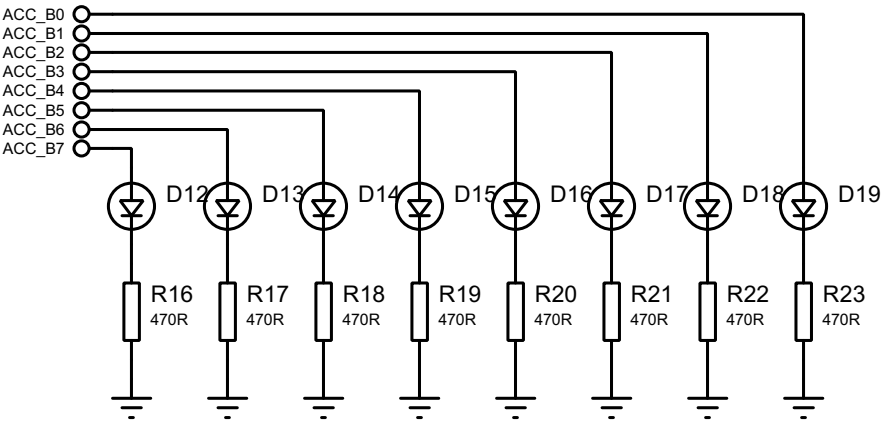 ACC_B0
ACC_B1
ACC_B2
ACC_B3
ACC_B4
ACC_B5
ACC_B6
ACC_B7
D12 D13 D14 D15 D16 D17 D18 D19
R16 R17 R18 R19 R20 R21 R22 R23
470R 470R 470R 470R 470R 470R 470R 470R